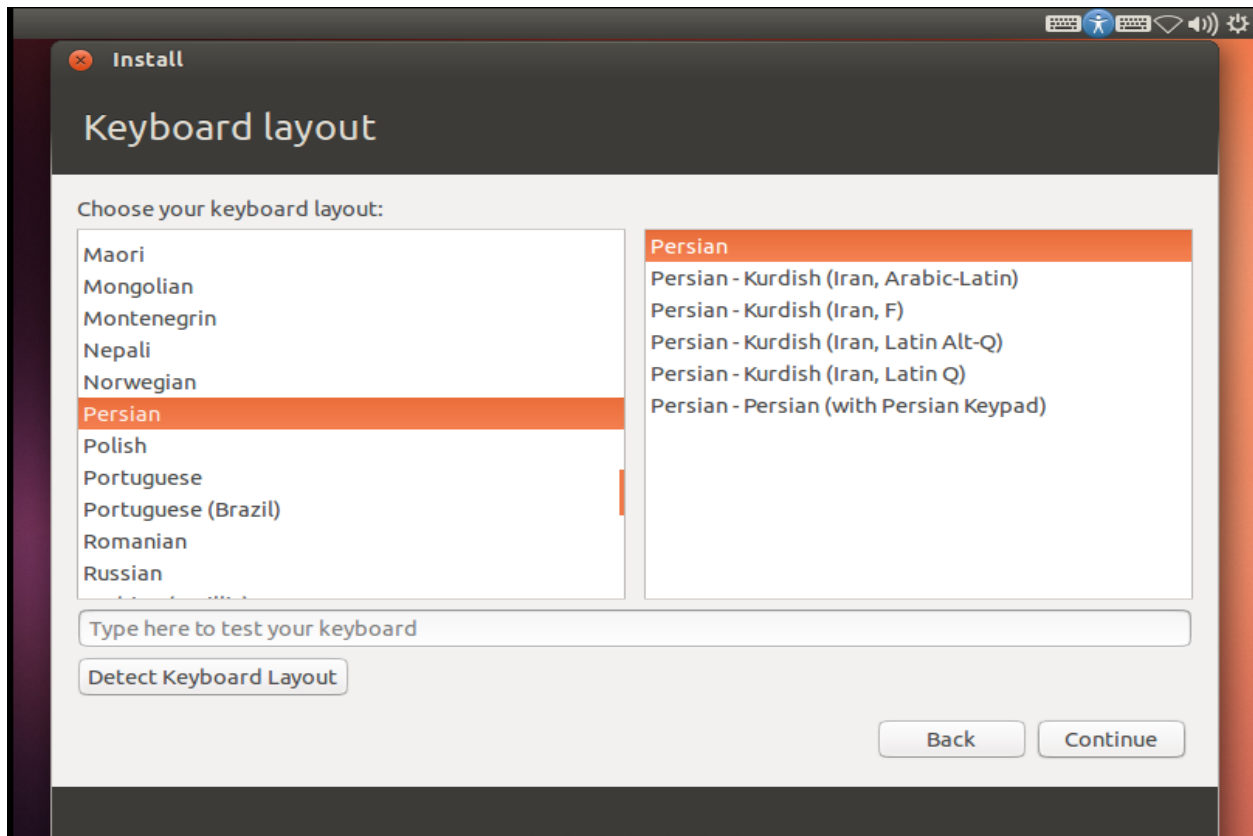 Install
Keyboard layout
Choose your keyboard layout:
Maori
Mongolian
Montenegrin
Nepali
Norwegian
Persian
Polish
Portuguese
Portuguese (Brazil)
Romanian
Russian
Persian
Persian - Kurdish (Iran, Arabic-Latin)
Persian - Kurdish (Iran, F)
Persian - Kurdish (Iran, Latin Alt-Q)
Persian - Kurdish (Iran, Latin Q)
Persian - Persian (with Persian Keypad)
Type here to test your keyboard
Detect Keyboard Layout
Back
Continue